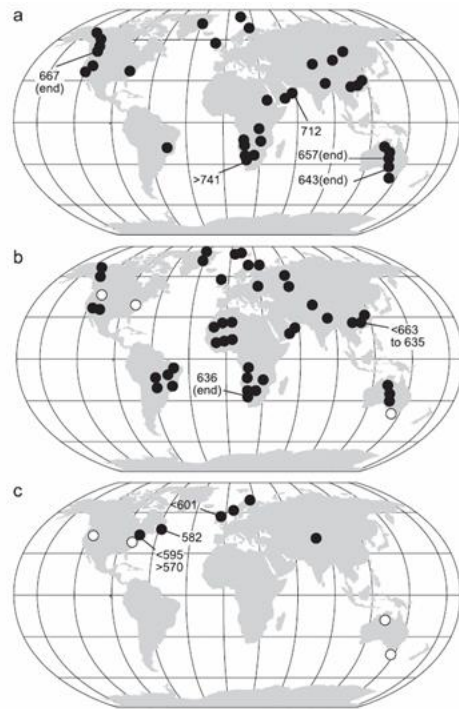 a
667
(end)
712
657(end)
>741
643(end)
b
<663
to 635
636
(end)
c
<601
582
<595
>570